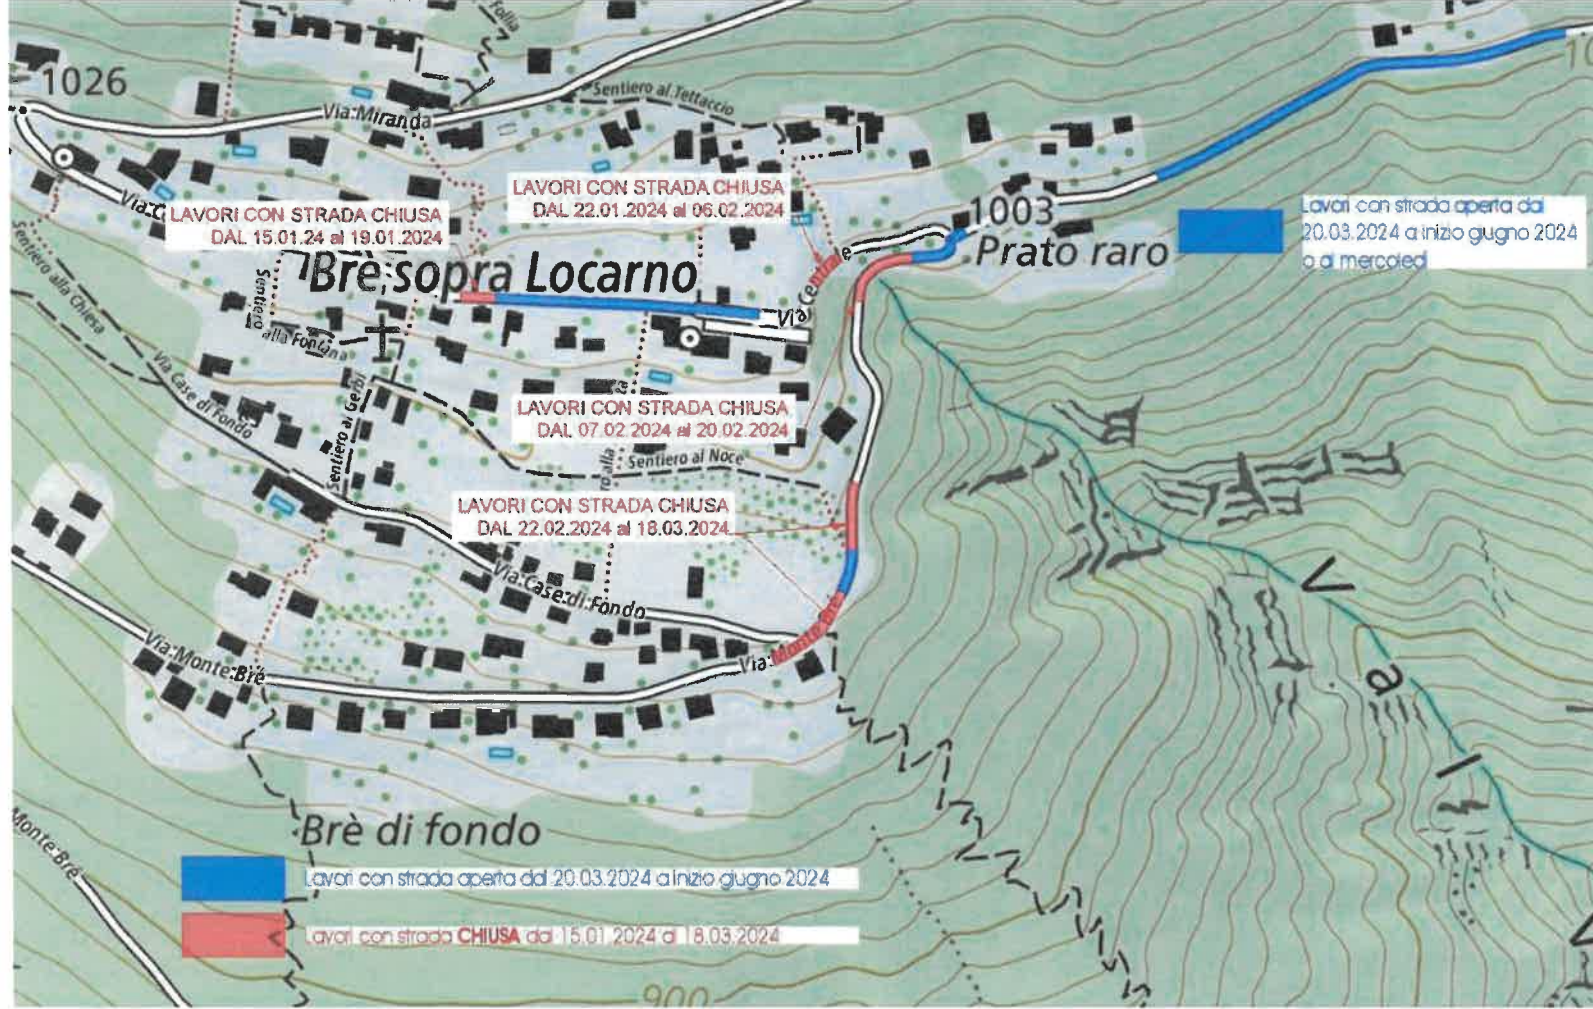 Follia
1026
Sentiero al Tettaccio
Via Miranda
LAVORI CON STRADA CHIUSA
DAL 22.01.2024 al 06.02.2024
Via C
LAVORI CON STRADA CHIUSA
DAL 15.01.24 al 19.01.2024
1003
Prato raro
Lavori con strada aperta dal
20.03.2024 a inizio giugno 2024
o al mercoledì
Brè sopra Locarno
Via Centrale
Sentiero alla Chiesa
Sentiero
alla Fontana
Via Case di Fondo
Sentiero ai Gerbi
LAVORI CON STRADA CHIUSA
DAL 07.02.2024 al 20.02.2024
Sentiero al Noce
LAVORI CON STRADA CHIUSA
DAL 22.02.2024 al 18.03.2024
Via Case di Fondo
Via Monte Brè
Via Monte Brè
V a l
Brè di fondo
Monte Brè
Lavori con strada aperta dal 20.03.2024 a inizio giugno 2024
Lavori con strada CHIUSA dal 15.01.2024 al 18.03.2024
900